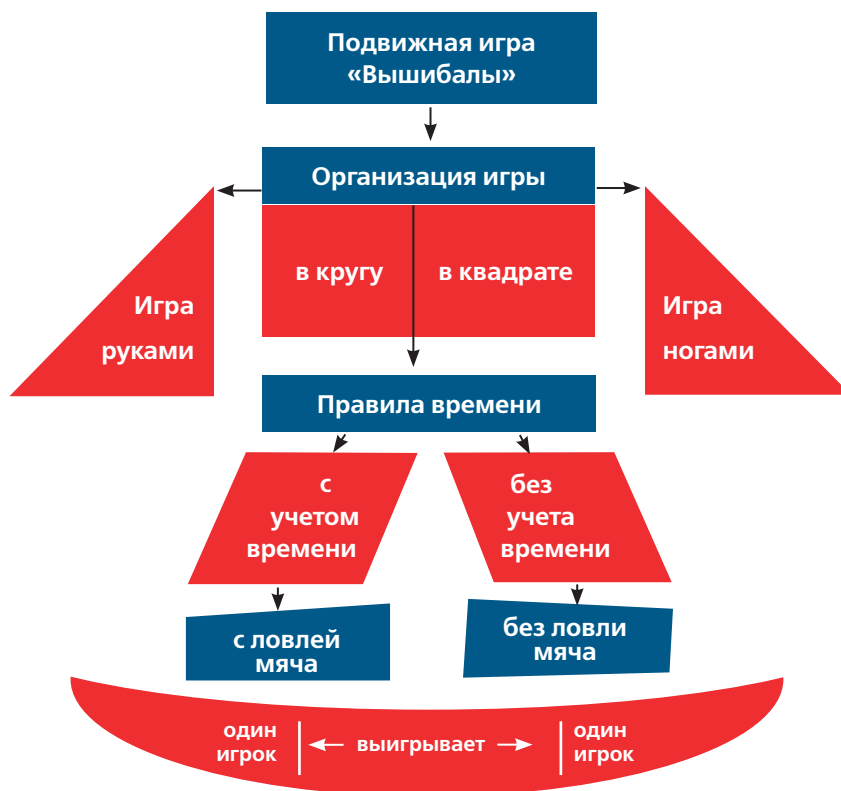 Подвижная игра
«Вышибалы»
Организация игры
в кругу
в квадрате
Игра
руками
Игра
ногами
Правила времени
с
учетом
времени
без
учета
времени
с ловлей
мяча
без ловли
мяча
один
игрок
выигрывает
один
игрок